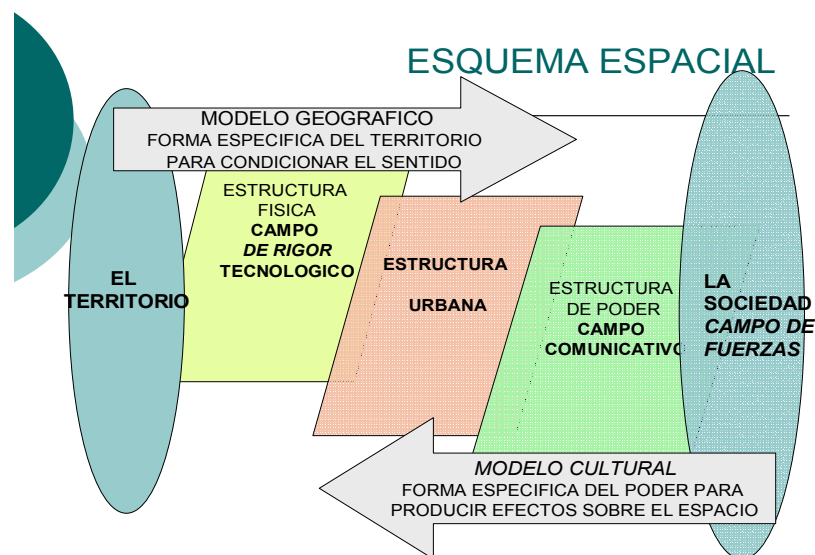 ESQUEMA ESPACIAL
MODELO GEOGRAFICO
FORMA ESPECIFICA DEL TERRITORIO
PARA CONDICIONAR EL SENTIDO
EL
TERRITORIO
ESTRUCTURA
FISICA
CAMPO
DE RIGOR
TECNOLOGICO
ESTRUCTURA
URBANA
ESTRUCTURA
DE PODER
CAMPO
COMUNICATIVO
LA
SOCIEDAD
CAMPO DE
FUERZAS
MODELO CULTURAL
FORMA ESPECIFICA DEL PODER PARA
PRODUCIR EFECTOS SOBRE EL ESPACIO